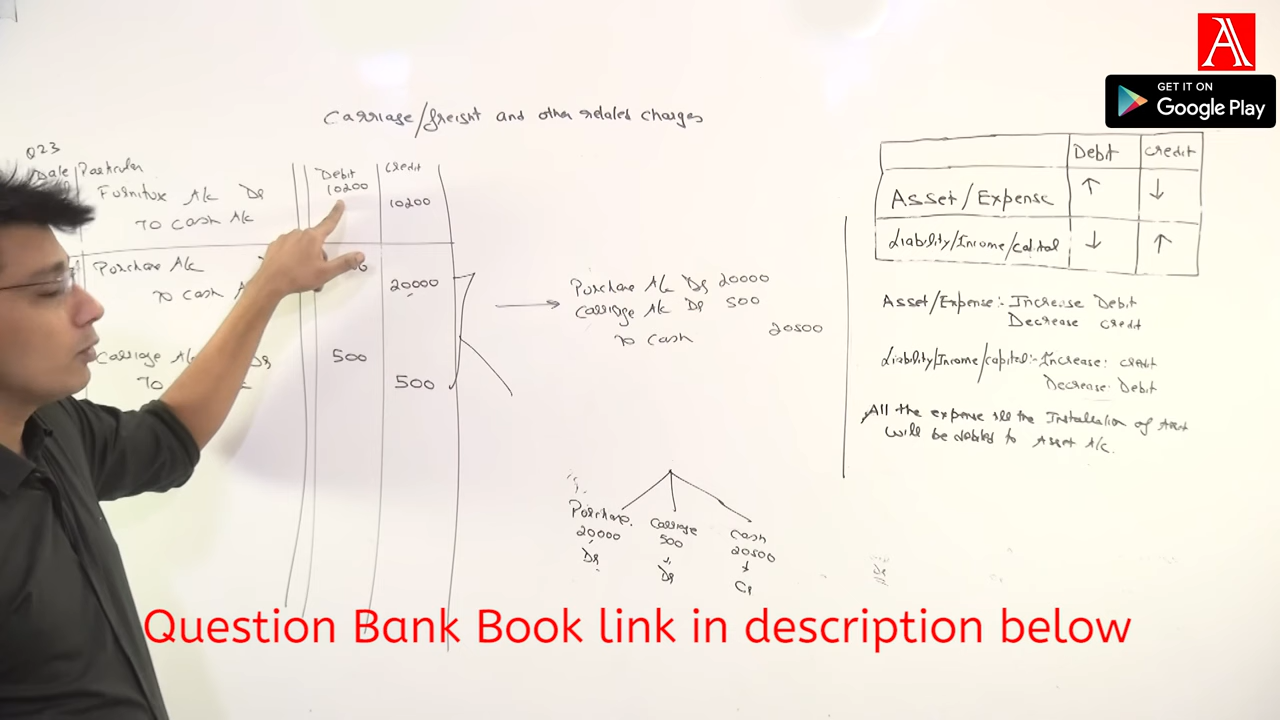 A
GET IT ON
Google Play
Carriage/freight and other related charges
Q23
Date Particular Debit Credit
Furniture A/c Dr 10200
To Cash A/c 10200
Purchase A/c
To Cash A 20000
Carriage A/c Dr 500
To 500
Purchase A/c Dr 20000
Carriage A/c Dr 500
To Cash 20500
Purchase
20000
Dr
Carriage
500
Dr
Cash
20500
Cr
Debit Credit
Asset/Expense ↑ ↓
Liability/Income/Capital ↓ ↑
Asset/Expense:- Increase Debit
Decrease Credit
Liability/Income/Capital:- Increase: Credit
Decrease: Debit
All the expense till the Installation of Asset
will be debited to Asset A/c.
Question Bank Book link in description below